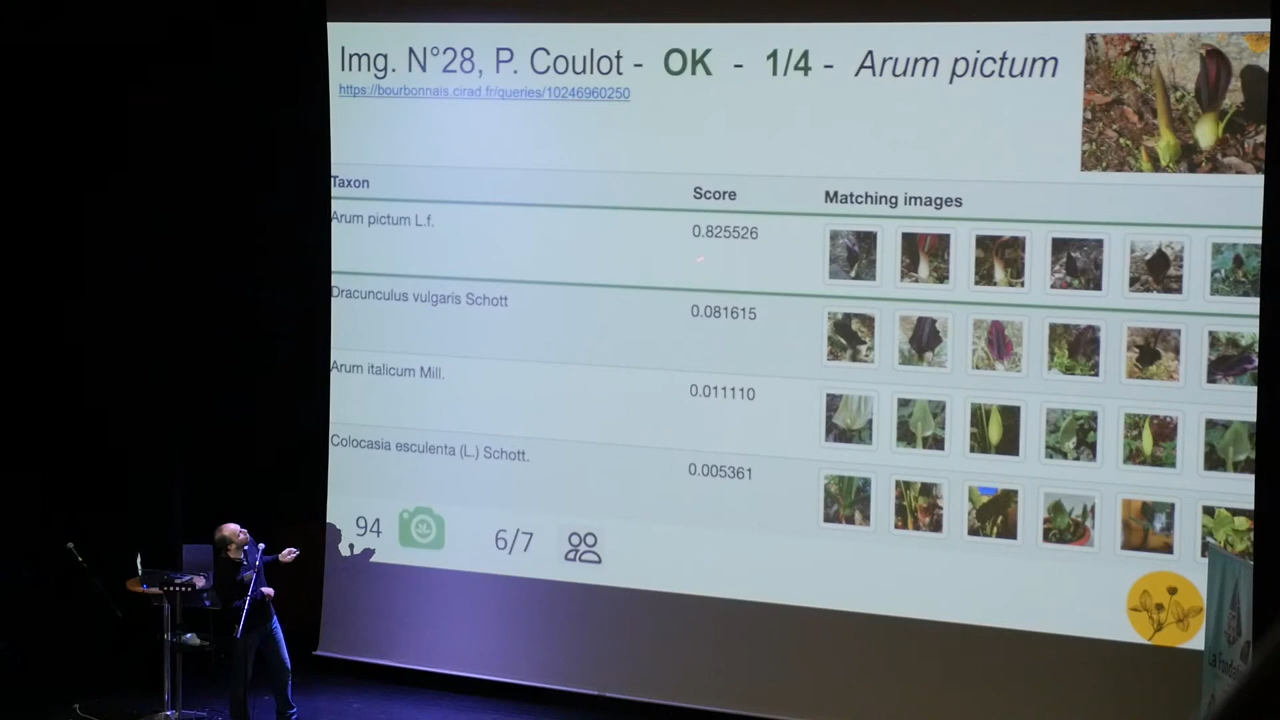 Img. N°28, P. Coulot - OK - 1/4 - Arum pictum
https://bourbonnais.cirad.fr/queries/10246960250
Taxon Score Matching images
Arum pictum L.f. 0.825526
Dracunculus vulgaris Schott 0.081615
Arum italicum Mill. 0.011110
Colocasia esculenta (L.) Schott. 0.005361
94 6/7
La Fonda